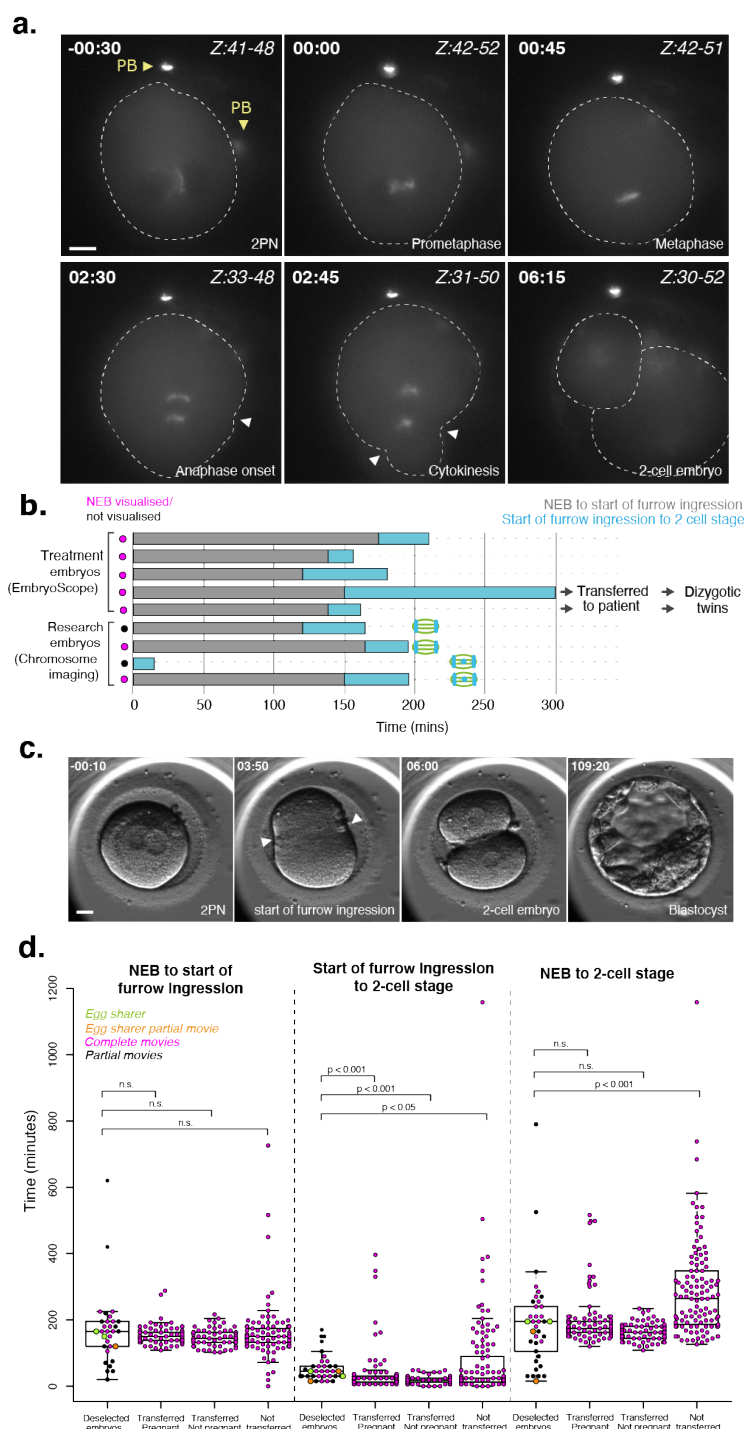 a.
-00:30
Z:41-48
PB
PB
2PN
00:00
Z:42-52
Prometaphase
00:45
Z:42-51
Metaphase
02:30
Z:33-48
Anaphase onset
02:45
Z:31-50
Cytokinesis
06:15
Z:30-52
2-cell embryo
b.
NEB visualised/
not visualised
NEB to start of furrow ingression
Start of furrow ingression to 2 cell stage
Treatment
embryos
(EmbryoScope)
Transferred
to patient
Dizygotic
twins
Research
embryos
(Chromosome
imaging)
0 50 100 150 200 250 300
Time (mins)
c.
-00:10
2PN
03:50
start of furrow ingression
06:00
2-cell embryo
109:20
Blastocyst
d.
NEB to start of
furrow ingression
Start of furrow ingression
to 2-cell stage
NEB to 2-cell stage
Egg sharer
Egg sharer partial movie
Complete movies
Partial movies
n.s.
n.s.
n.s.
p < 0.001
p < 0.001
p < 0.05
n.s.
n.s.
p < 0.001
Time (minutes)
1200
1000
800
600
400
200
0
Deselected
embryos
Transferred
Pregnant
Transferred
Not pregnant
Not
transferred
Deselected
embryos
Transferred
Pregnant
Transferred
Not pregnant
Not
transferred
Deselected
embryos
Transferred
Pregnant
Transferred
Not pregnant
Not
transferred